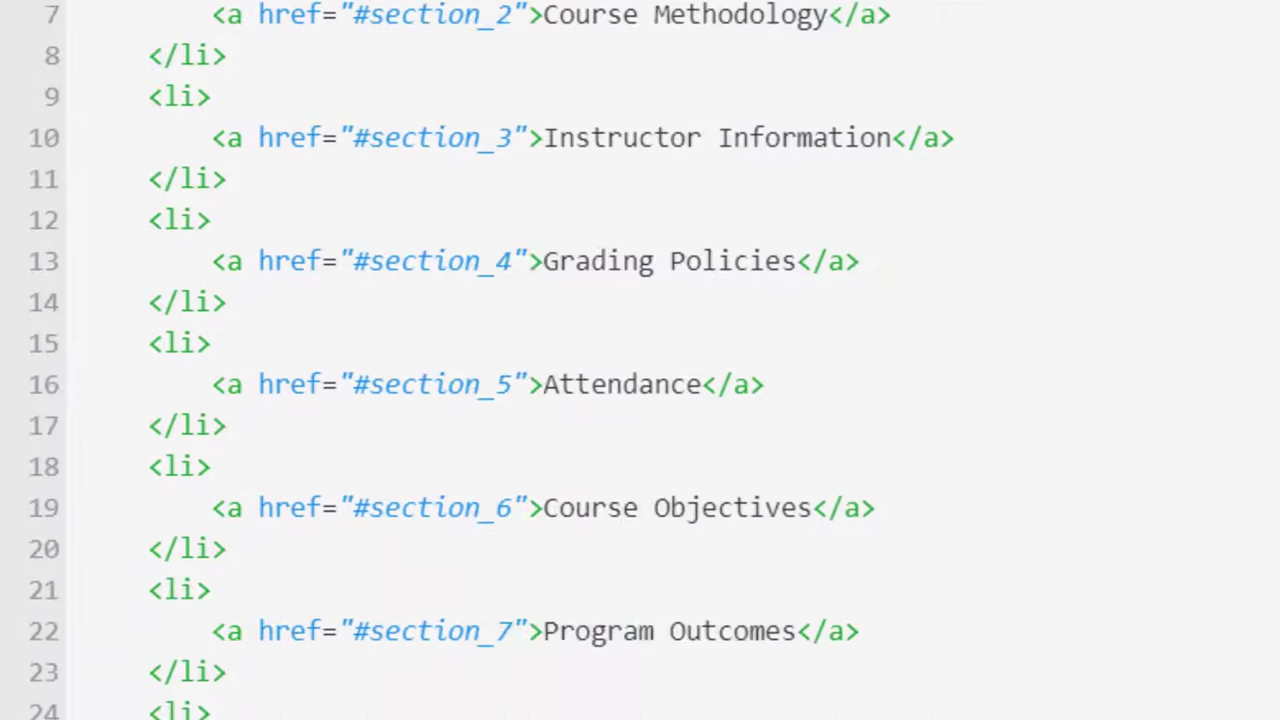 7 <a href="#section_2">Course Methodology</a>
8 </li>
9 <li>
10 <a href="#section_3">Instructor Information</a>
11 </li>
12 <li>
13 <a href="#section_4">Grading Policies</a>
14 </li>
15 <li>
16 <a href="#section_5">Attendance</a>
17 </li>
18 <li>
19 <a href="#section_6">Course Objectives</a>
20 </li>
21 <li>
22 <a href="#section_7">Program Outcomes</a>
23 </li>
24 <li>